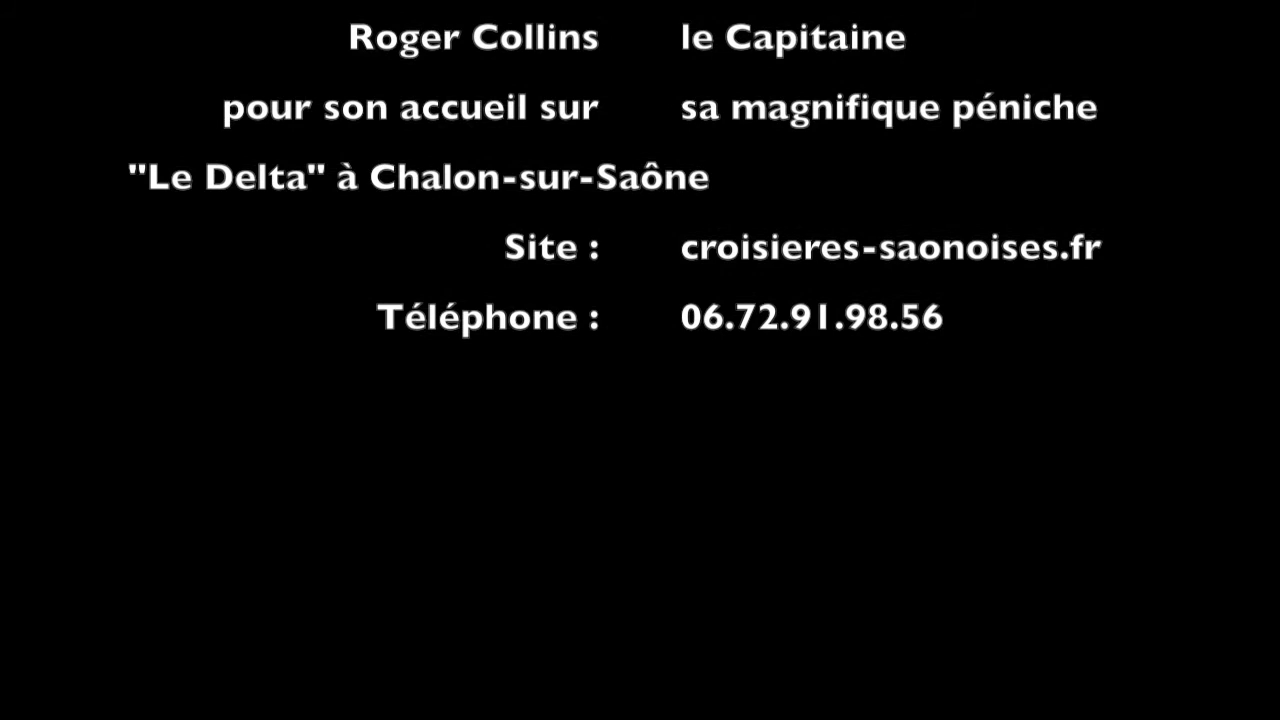 Roger Collins le Capitaine
pour son accueil sur sa magnifique péniche
"Le Delta" à Chalon-sur-Saône
Site : croisieres-saonoises.fr
Téléphone : 06.72.91.98.56